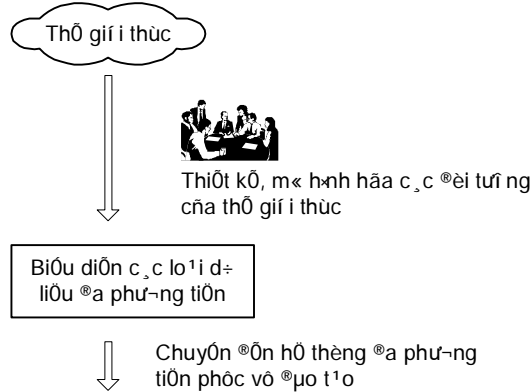 ThÕ giíi thùc
ThiÕt kÕ, m« h×nh hãa c¸c ®èi tưîng
cña thÕ giíi thùc
BiÓu diÔn c¸c lo¹i d÷
liÖu ®a phư¬ng tiÖn
ChuyÓn ®Õn hÖ thèng ®a phư¬ng
tiÖn phôc vô ®µo t¹o